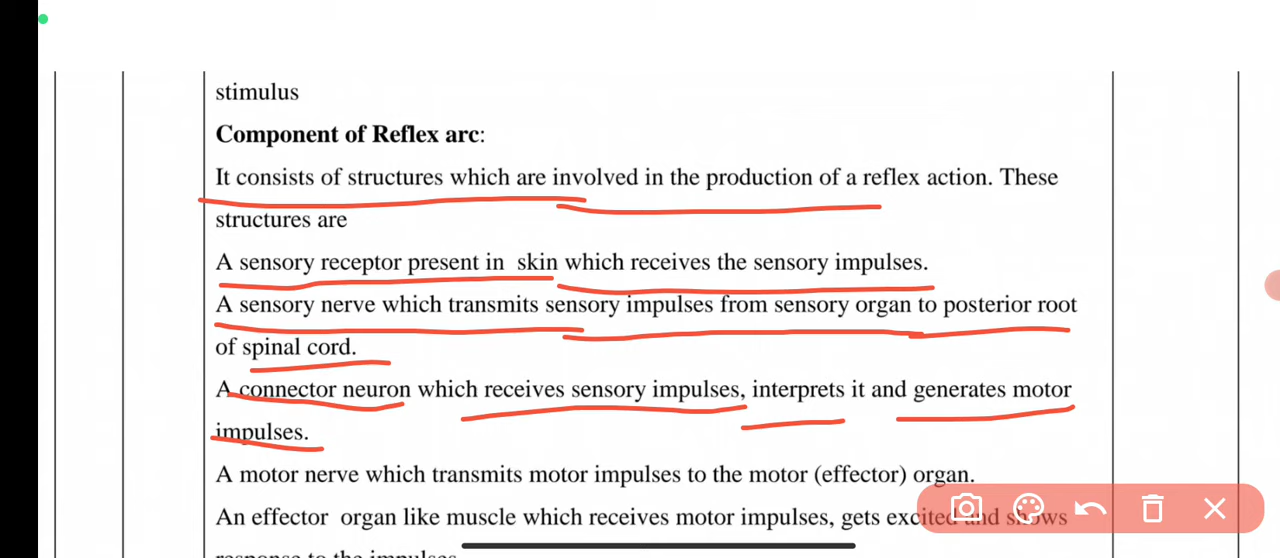 stimulus
Component of Reflex arc:
It consists of structures which are involved in the production of a reflex action. These
structures are
A sensory receptor present in skin which receives the sensory impulses.
A sensory nerve which transmits sensory impulses from sensory organ to posterior root
of spinal cord.
A connector neuron which receives sensory impulses, interprets it and generates motor
impulses.
A motor nerve which transmits motor impulses to the motor (effector) organ.
An effector organ like muscle which receives motor impulses, gets excited and shows
response to the impulses